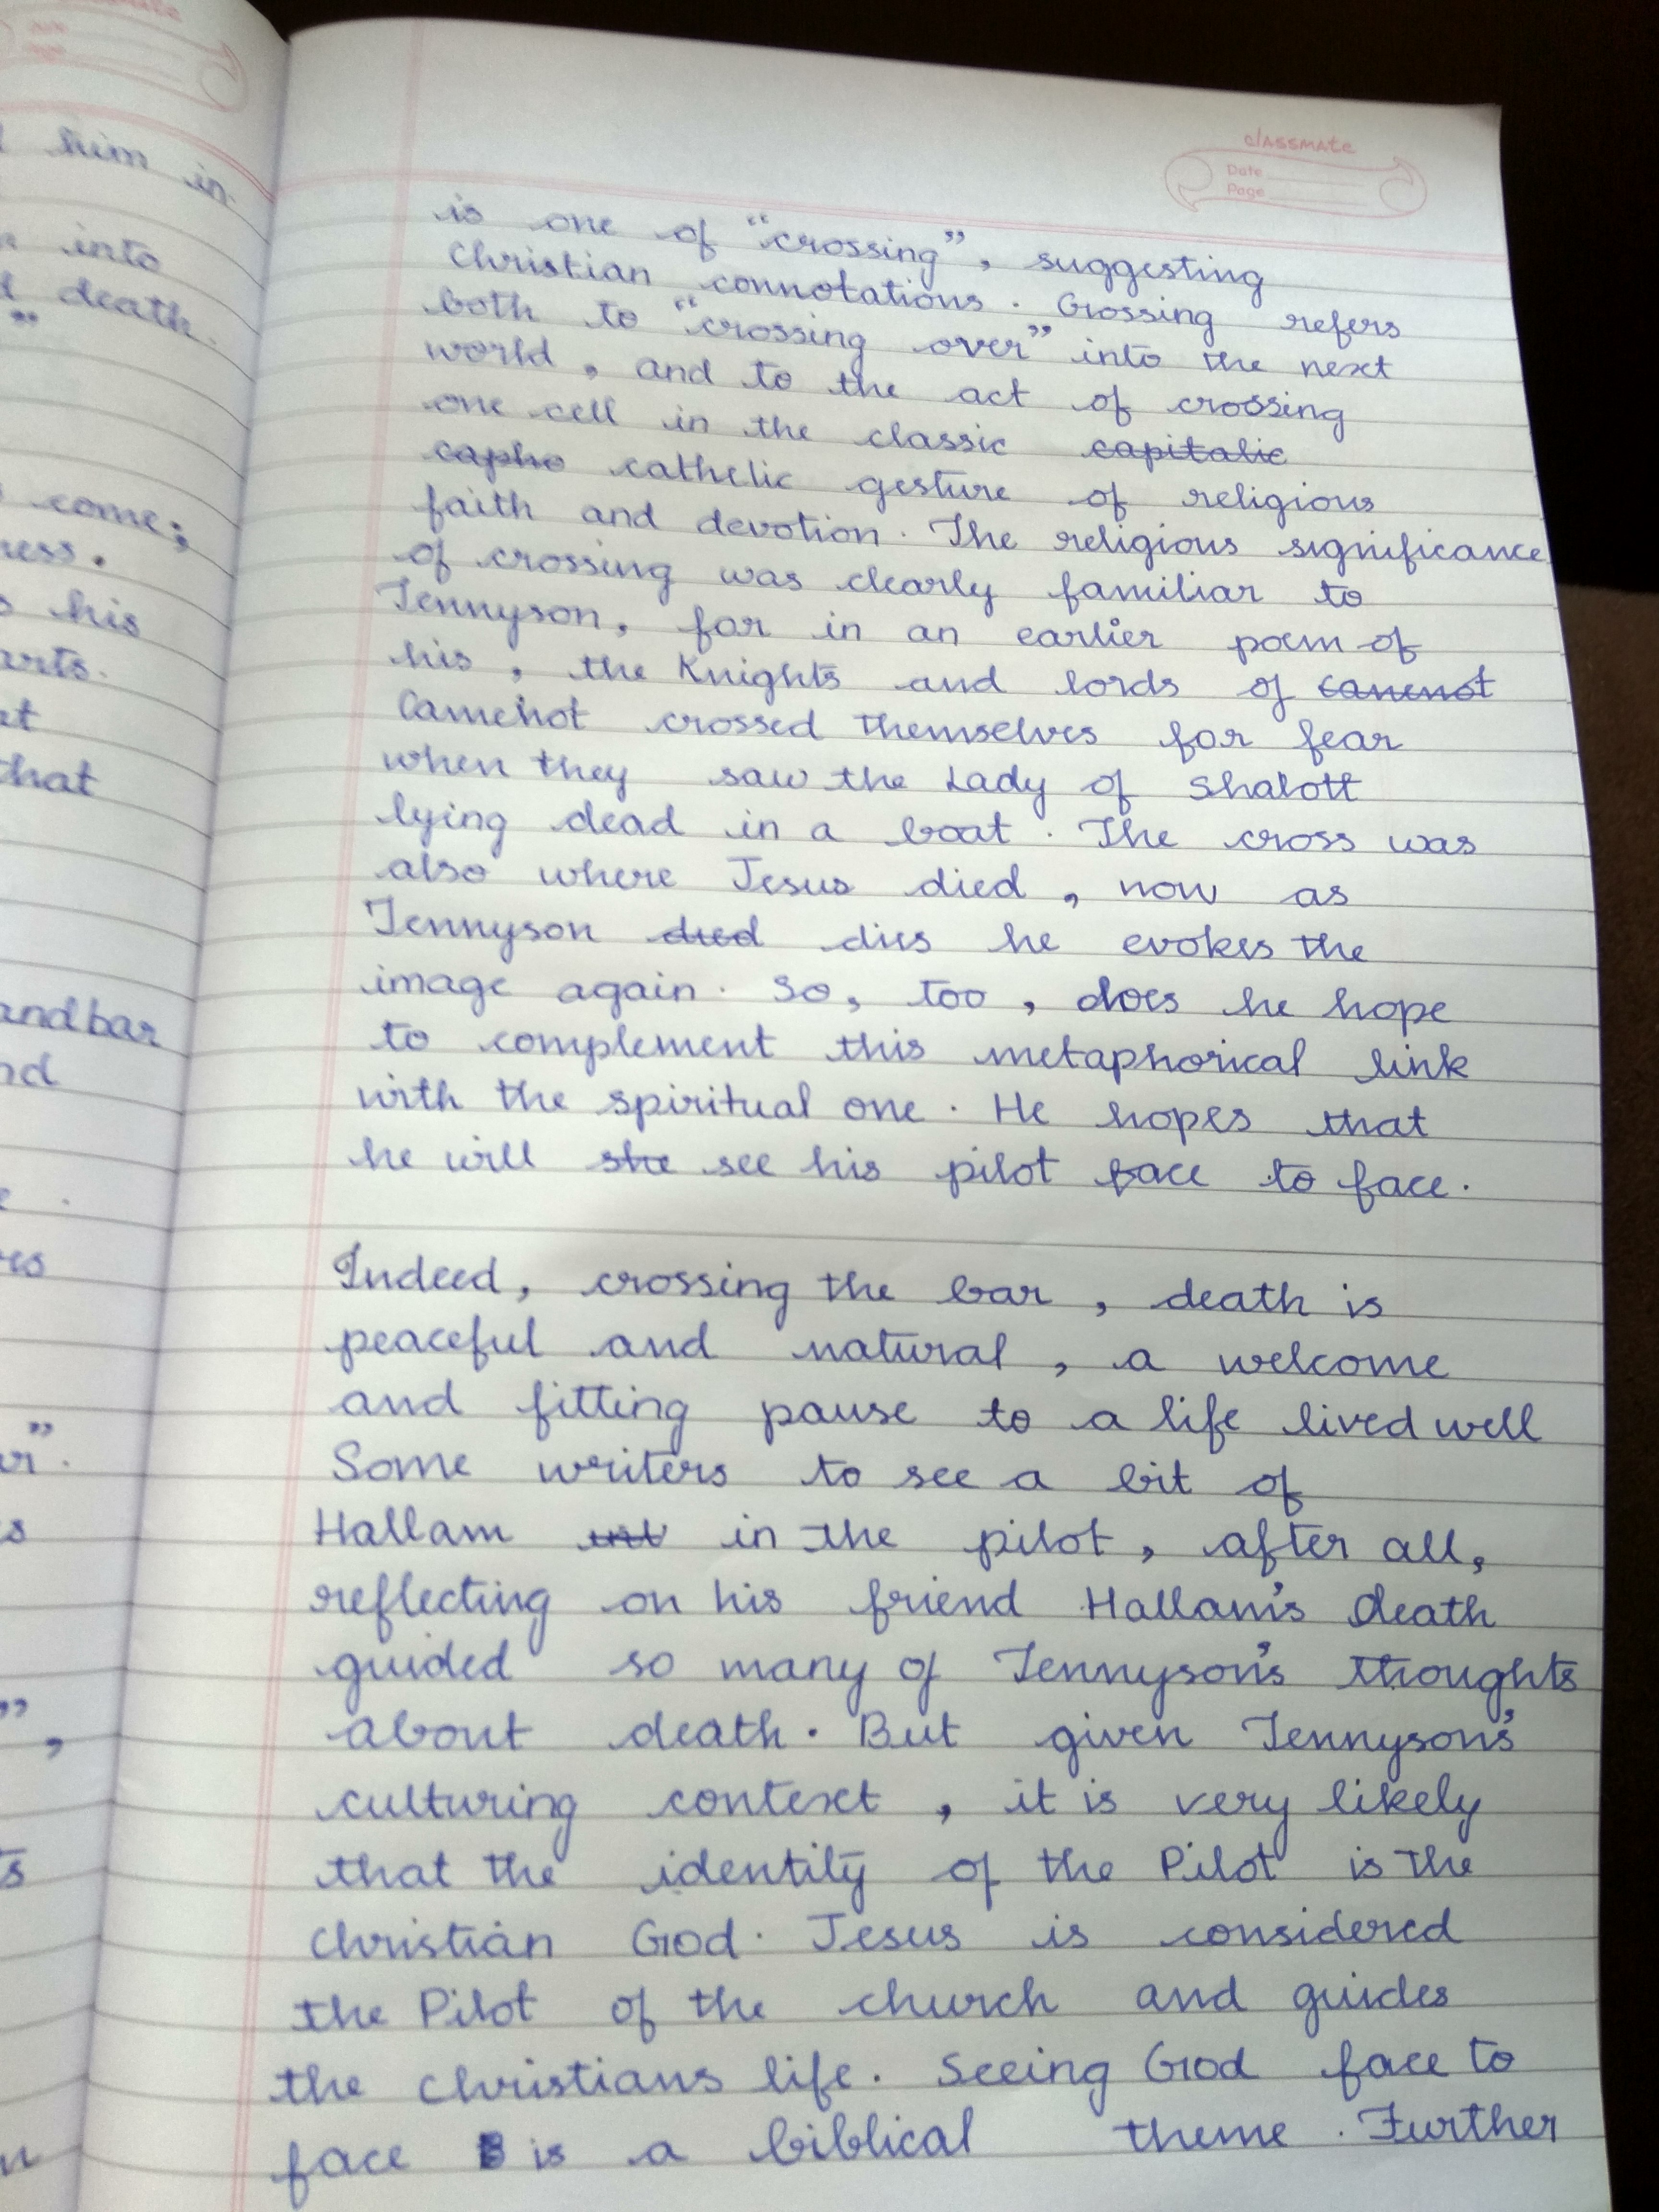 him in
into
death.
"
come;
ress.
his
arts.
at
that
andbar
nd
classmate
Date
Page
is one of "crossing", suggesting
Christian connotations. Crossing refers
both to "crossing over" into the next
world, and to the act of crossing
one cell in the classic capitalic
capho cathelic gesture of religious
faith and devotion. The religious significance
of crossing was clearly familiar to
Tennyson, for in an earlier poem of
his, the Knights and lords of canenot
Camehot crossed themselves for fear
when they saw the Lady of Shalott
lying dead in a boat. The cross was
also where Jesus died, now as
Tennyson died dies he evokes the
image again. So, too, does he hope
to complement this metaphorical link
with the spiritual one. He hopes that
he will she see his pilot face to face.
Indeed, crossing the bar, death is
peaceful and natural, a welcome
and fitting pause to a life lived well
Some writers to see a bit of
Hallam in the pilot, after all,
reflecting on his friend Hallam's death
guided so many of Tennyson's thoughts
about death. But given Tennyson's
culturing context, it is very likely
that the identity of the Pilot is the
Christian God. Jesus is considered
the Pilot of the church and guides
the christians life. Seeing God face to
face is a biblical theme. Further